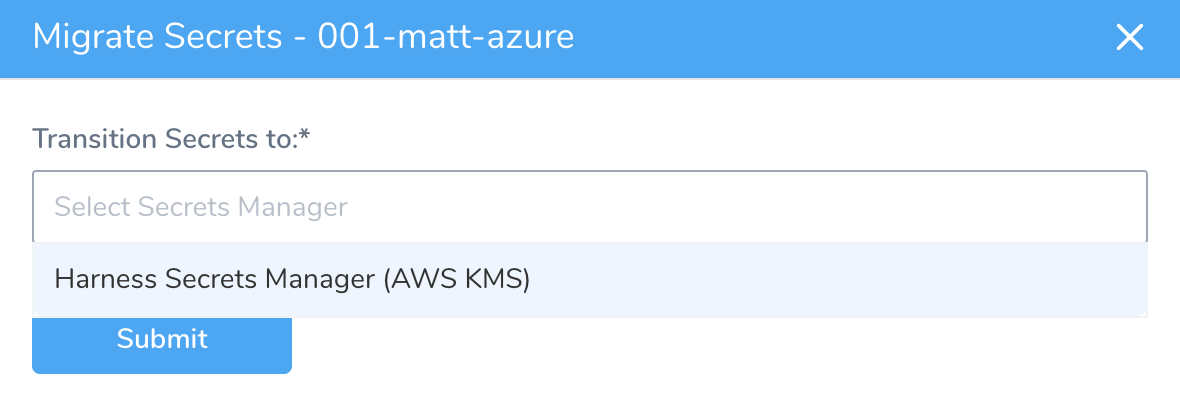 Migrate Secrets - 001-matt-azure
Transition Secrets to:*
Select Secrets Manager
Harness Secrets Manager (AWS KMS)
Submit